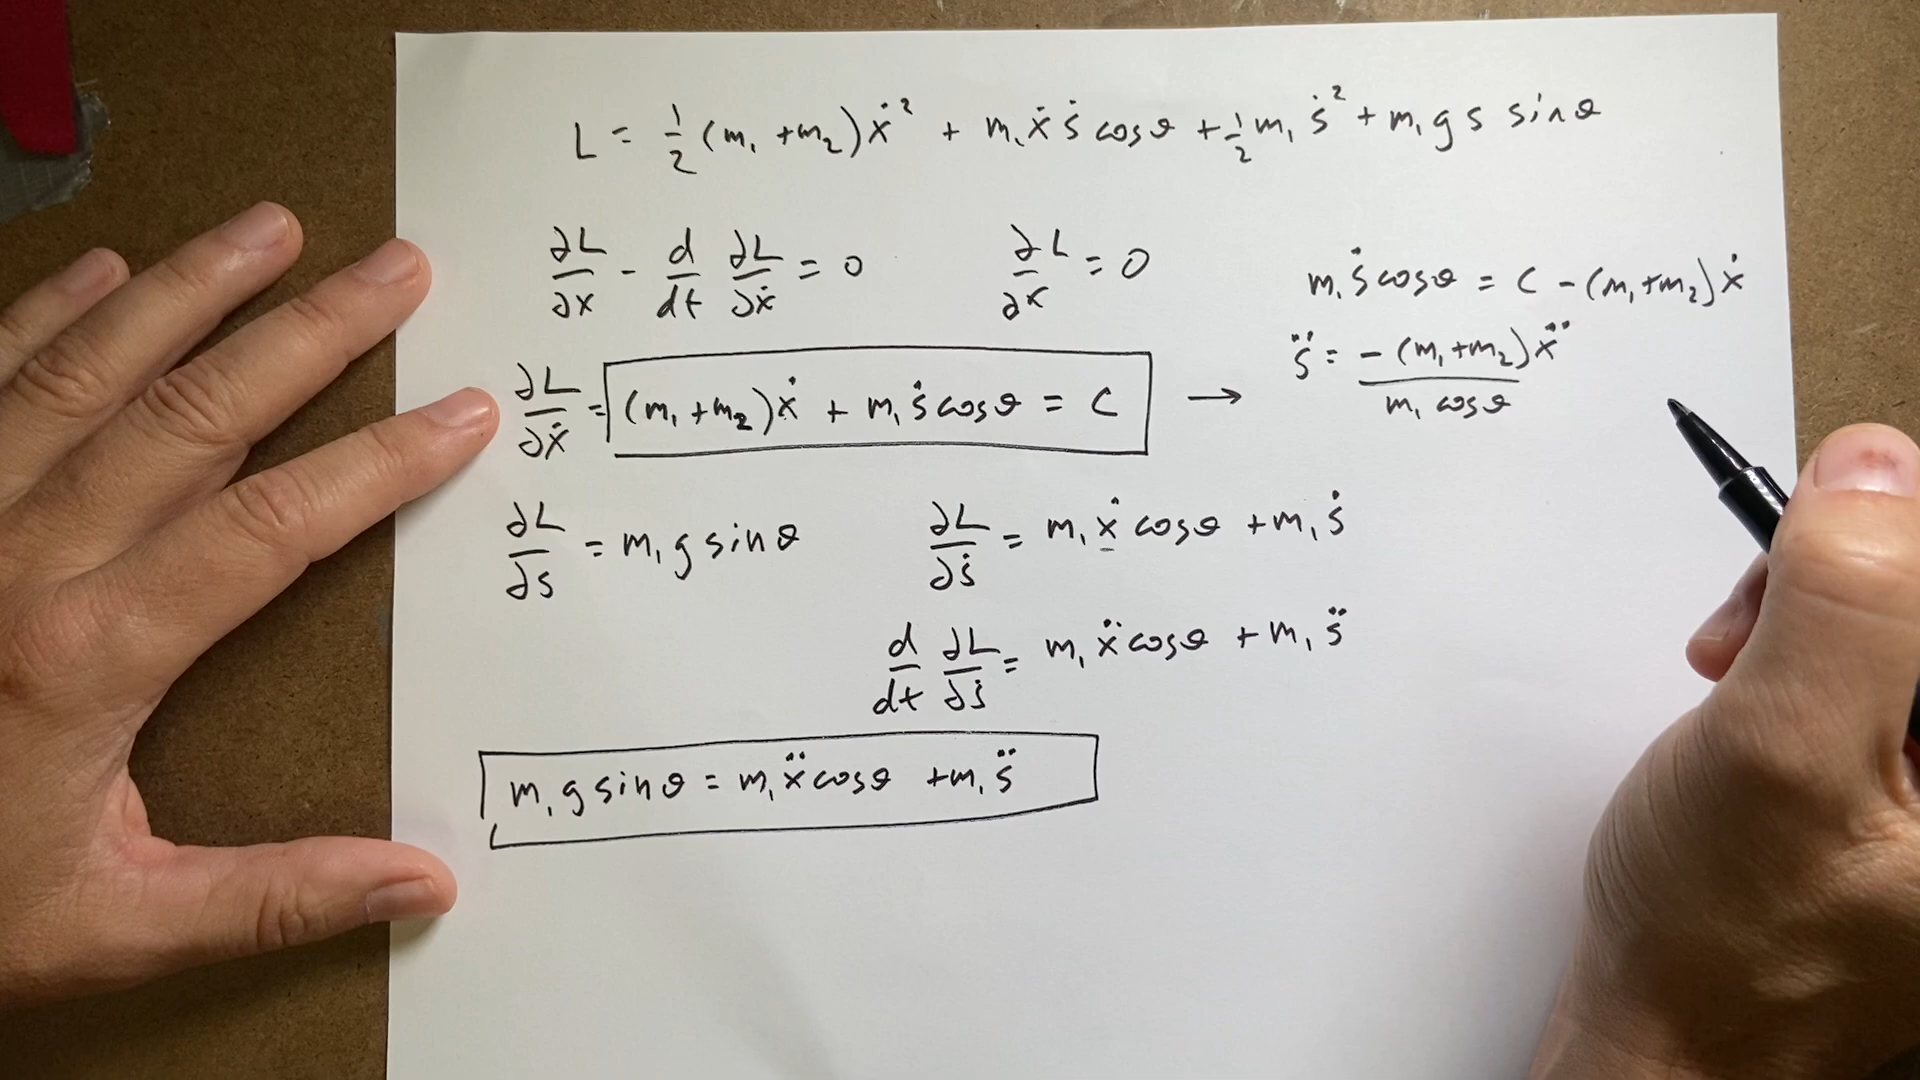 L = 1/2 (m₁ + m₂) ẋ² + m₁ ẋ ṡ cos θ + 1/2 m₁ ṡ² + m₁ g s sin θ
∂L/∂x - d/dt ∂L/∂ẋ = 0
∂L/∂x = 0
∂L/∂ẋ = (m₁ + m₂) ẋ + m₁ ṡ cos θ = C →
m₁ ṡ cos θ = C - (m₁ + m₂) ẋ
s̈ = -(m₁ + m₂) ẍ / m₁ cos θ
∂L/∂s = m₁ g sin θ
∂L/∂ṡ = m₁ ẋ cos θ + m₁ ṡ
d/dt ∂L/∂ṡ = m₁ ẍ cos θ + m₁ s̈
m₁ g sin θ = m₁ ẍ cos θ + m₁ s̈